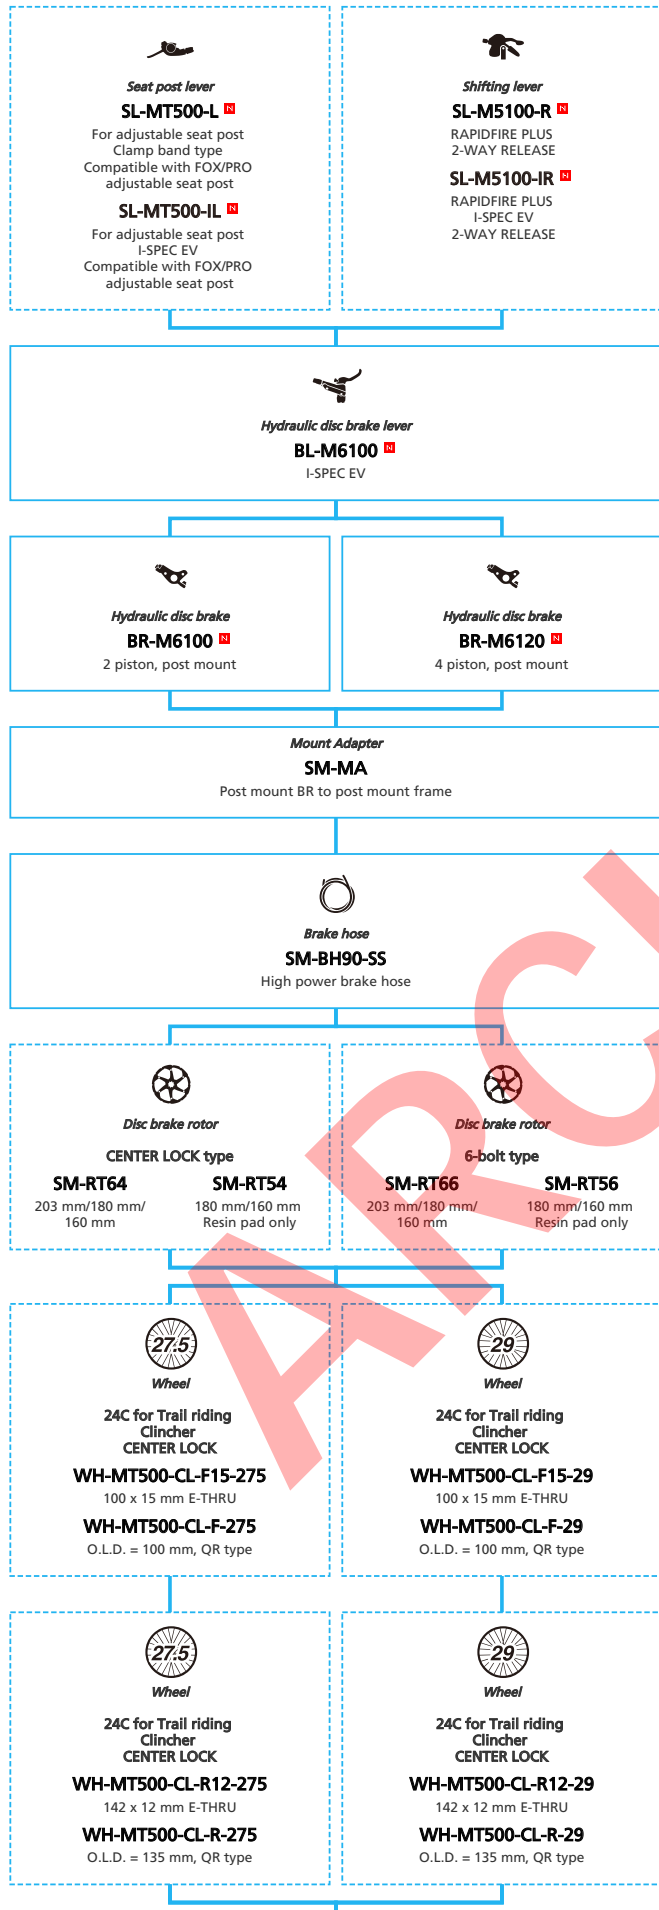 Seat post lever
SL-MT500-L N
For adjustable seat post
Clamp band type
Compatible with FOX/PRO
adjustable seat post
SL-MT500-IL N
For adjustable seat post
I-SPEC EV
Compatible with FOX/PRO
adjustable seat post
Shifting lever
SL-M5100-R N
RAPIDFIRE PLUS
2-WAY RELEASE
SL-M5100-IR N
RAPIDFIRE PLUS
I-SPEC EV
2-WAY RELEASE
Hydraulic disc brake lever
BL-M6100 N
I-SPEC EV
Hydraulic disc brake
BR-M6100 N
2 piston, post mount
Hydraulic disc brake
BR-M6120 N
4 piston, post mount
Mount Adapter
SM-MA
Post mount BR to post mount frame
Brake hose
SM-BH90-SS
High power brake hose
Disc brake rotor
CENTER LOCK type
SM-RT64
203 mm/180 mm/
160 mm
SM-RT54
180 mm/160 mm
Resin pad only
Disc brake rotor
6-bolt type
SM-RT66
203 mm/180 mm/
160 mm
SM-RT56
180 mm/160 mm
Resin pad only
27.5
Wheel
24C for Trail riding
Clincher
CENTER LOCK
WH-MT500-CL-F15-275
100 x 15 mm E-THRU
WH-MT500-CL-F-275
O.L.D. = 100 mm, QR type
29
Wheel
24C for Trail riding
Clincher
CENTER LOCK
WH-MT500-CL-F15-29
100 x 15 mm E-THRU
WH-MT500-CL-F-29
O.L.D. = 100 mm, QR type
27.5
Wheel
24C for Trail riding
Clincher
CENTER LOCK
WH-MT500-CL-R12-275
142 x 12 mm E-THRU
WH-MT500-CL-R-275
O.L.D. = 135 mm, QR type
29
Wheel
24C for Trail riding
Clincher
CENTER LOCK
WH-MT500-CL-R12-29
142 x 12 mm E-THRU
WH-MT500-CL-R-29
O.L.D. = 135 mm, QR type